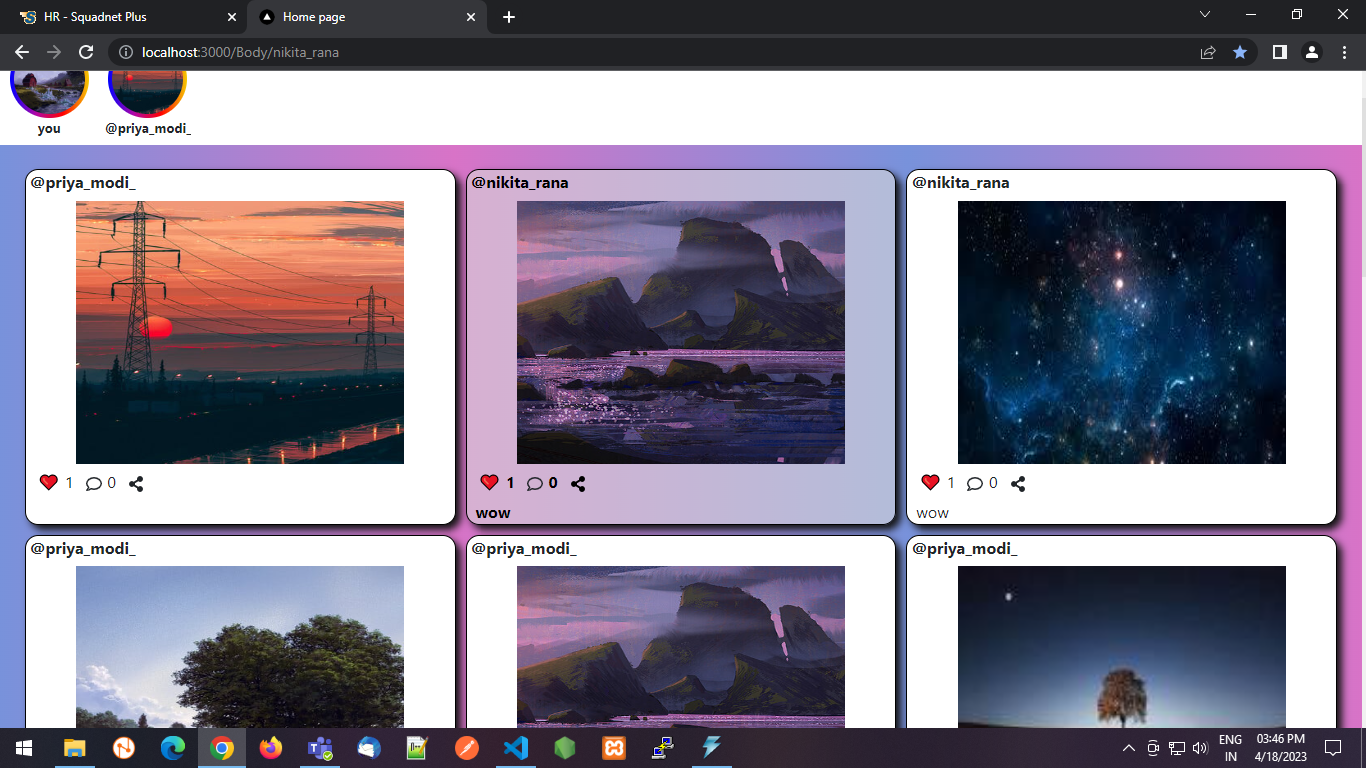 HR - Squadnet Plus
Home page
localhost:3000/Body/nikita_rana
you
@priya_modi_
@priya_modi_
@nikita_rana
@nikita_rana
1 0
1 0
1 0
wow
wow
@priya_modi_
@priya_modi_
@priya_modi_
ENG
IN
03:46 PM
4/18/2023